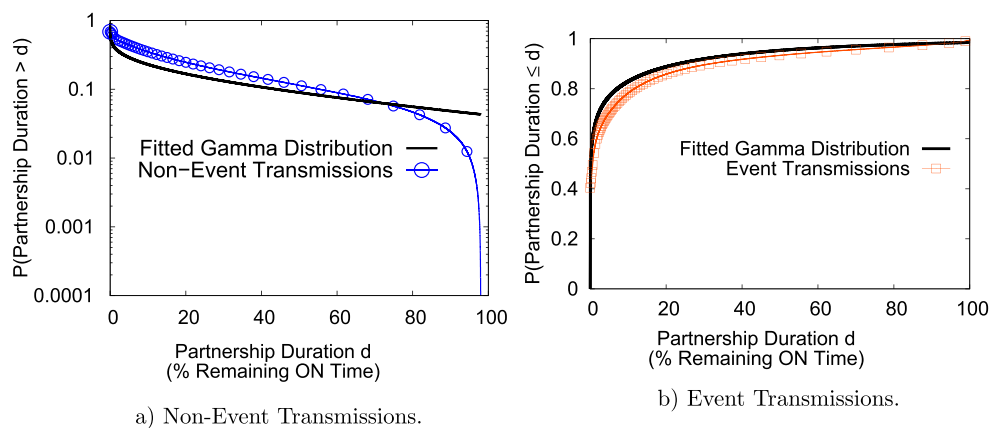 P(Partnership Duration > d)
1
0.1
0.01
0.001
0.0001
Fitted Gamma Distribution
Non−Event Transmissions
0 20 40 60 80 100
Partnership Duration d
(% Remaining ON Time)
a) Non-Event Transmissions.
P(Partnership Duration ≤ d)
1
0.8
0.6
0.4
0.2
0
Fitted Gamma Distribution
Event Transmissions
0 20 40 60 80 100
Partnership Duration d
(% Remaining ON Time)
b) Event Transmissions.